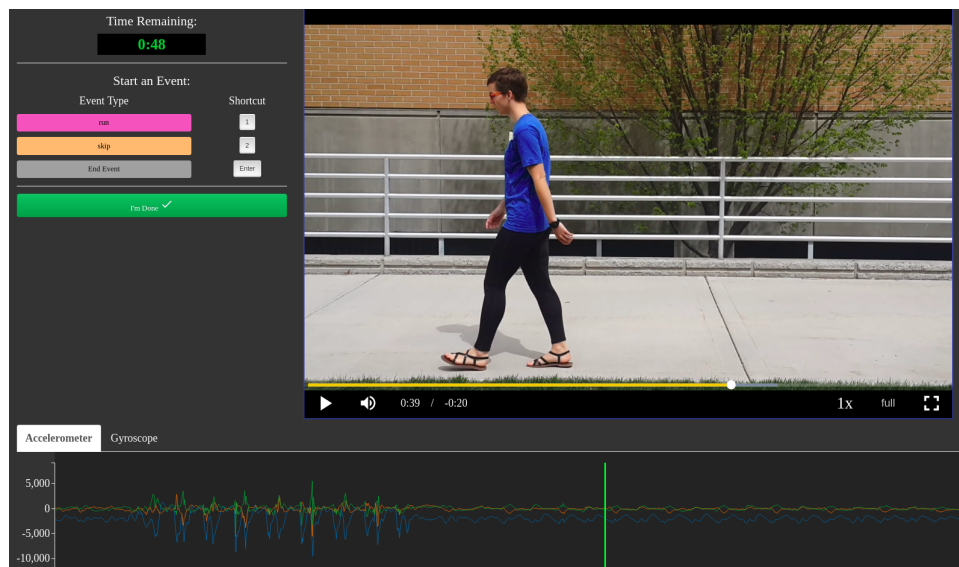 Time Remaining:
0:48
Start an Event:
Event Type Shortcut
run 1
skip 2
End Event Enter
I'm Done
0:39 / -0:20 1x full
Accelerometer Gyroscope
5,000
0
-5,000
-10,000